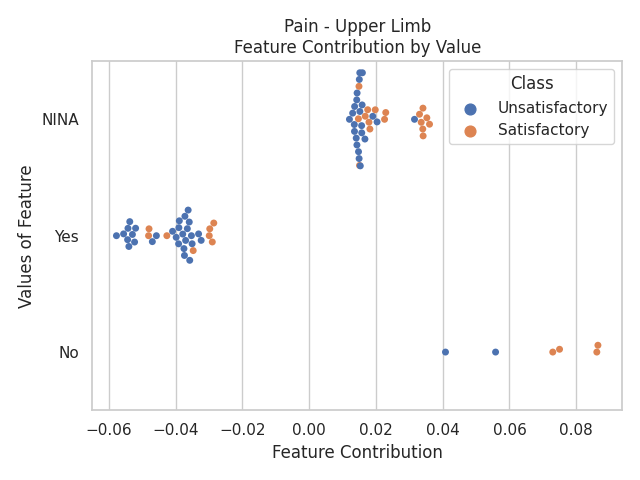 Pain - Upper Limb
Feature Contribution by Value
Class
Unsatisfactory
Satisfactory
Values of Feature
NINA
Yes
No
−0.06 −0.04 −0.02 0.00 0.02 0.04 0.06 0.08
Feature Contribution